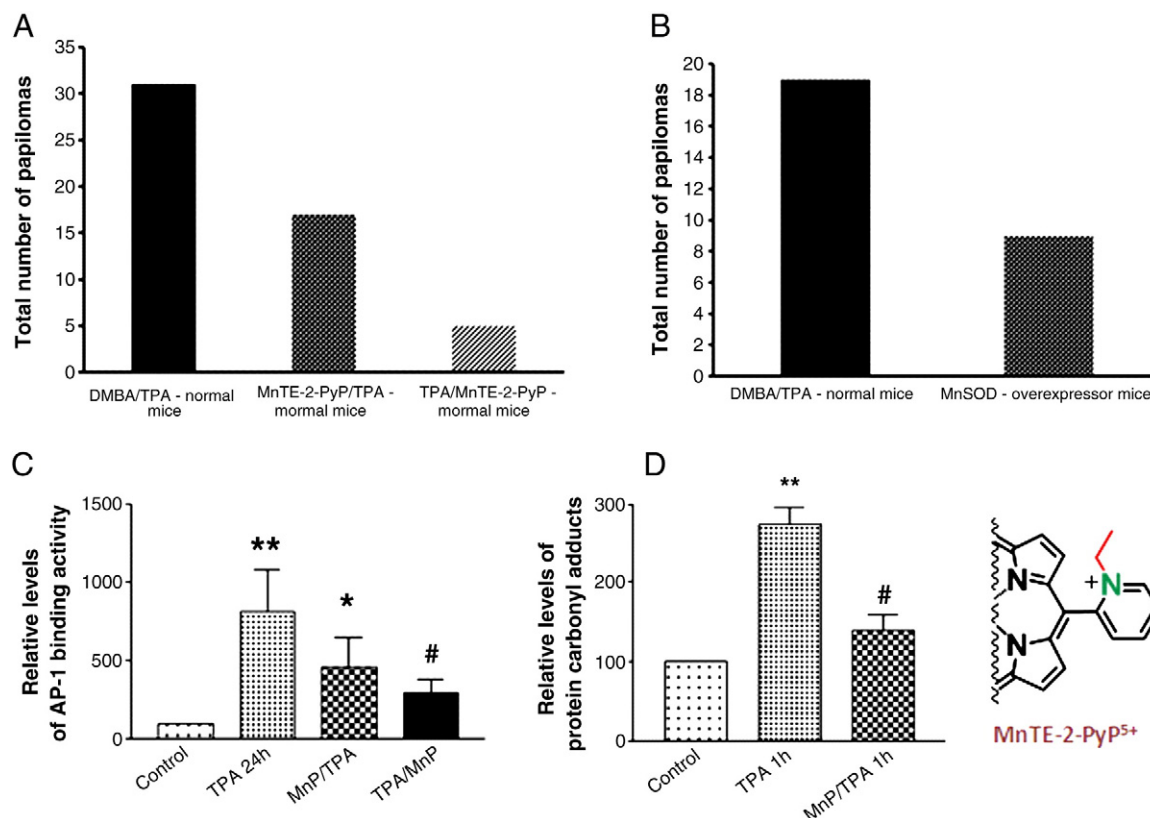 A
Total number of papilomas
35
30
25
20
15
10
5
0
DMBA/TPA - normal
mice
MnTE-2-PyP/TPA -
mormal mice
TPA/MnTE-2-PyP -
mormal mice
B
Total number of papilomas
20
18
16
14
12
10
8
6
4
2
0
DMBA/TPA - normal mice
MnSOD - overexpressor mice
C
Relative levels
of AP-1 binding activity
1500
1000
500
0
**
*
#
Control
TPA 24h
MnP/TPA
TPA/MnP
D
Relative levels of
protein carbonyl adducts
300
200
100
0
**
#
Control
TPA 1h
MnP/TPA 1h
N
N
+
N
MnTE-2-PyP5+